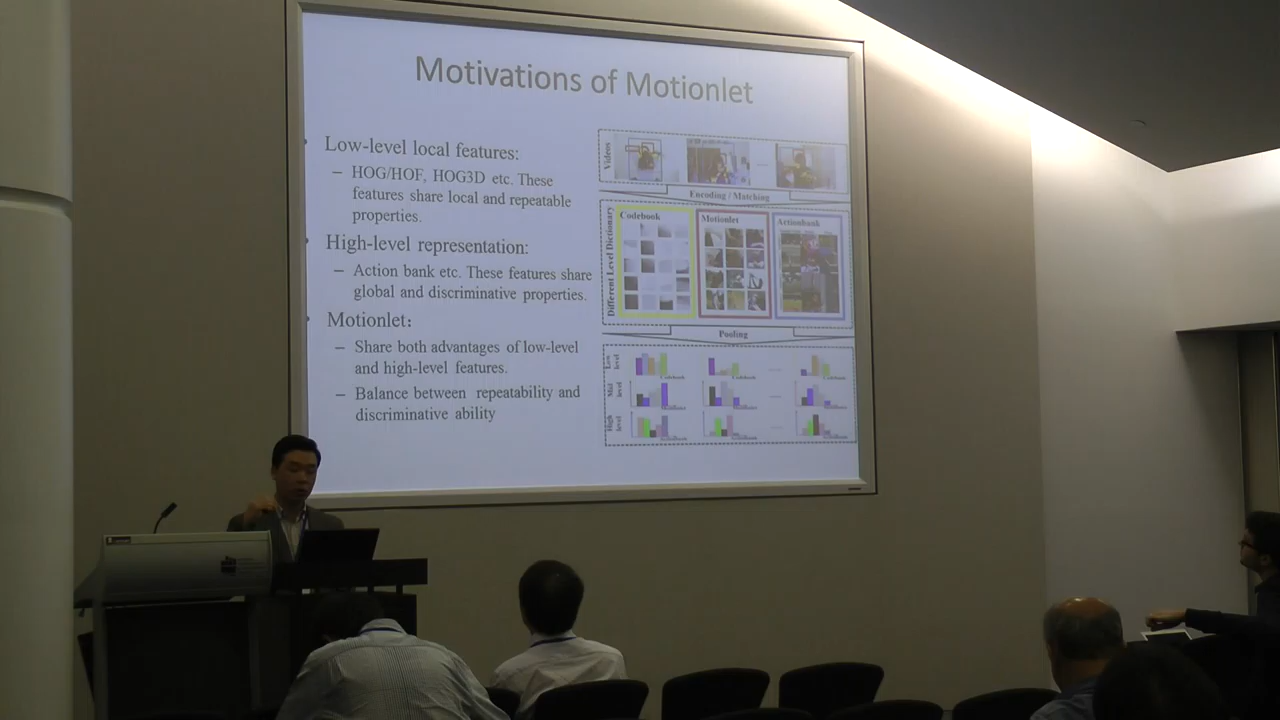 Motivations of Motionlet
Low-level local features:
– HOG/HOF, HOG3D etc. These
features share local and repeatable
properties.
High-level representation:
– Action bank etc. These features share
global and discriminative properties.
Motionlet:
– Share both advantages of low-level
and high-level features.
– Balance between repeatability and
discriminative ability
Videos
Encoding / Matching
Different Level Dictionary
Codebook
Motionlet
Actionbank
Pooling
Low
level
Codebook
Codebook
Codebook
Mid
level
High
level